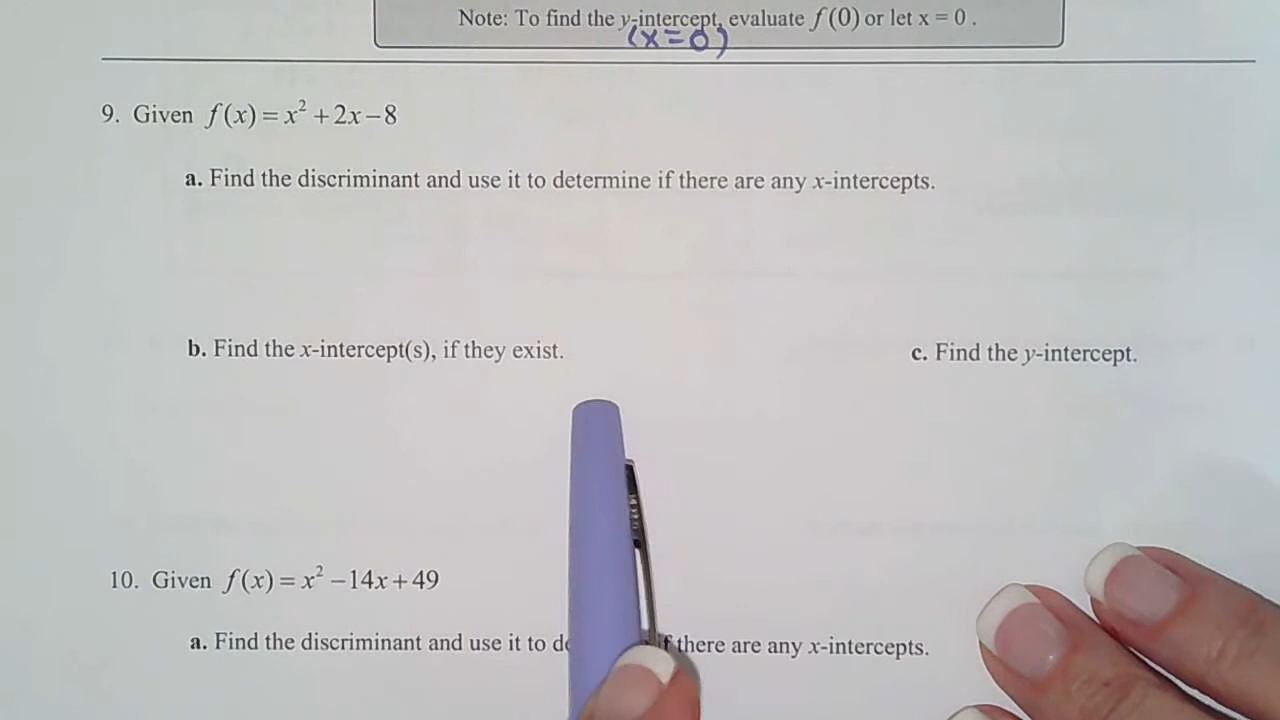 Note: To find the y-intercept, evaluate f(0) or let x = 0.
(x=0)
9. Given f(x)=x²+2x−8
a. Find the discriminant and use it to determine if there are any x-intercepts.
b. Find the x-intercept(s), if they exist.
c. Find the y-intercept.
10. Given f(x)=x²−14x+49
a. Find the discriminant and use it to if there are any x-intercepts.